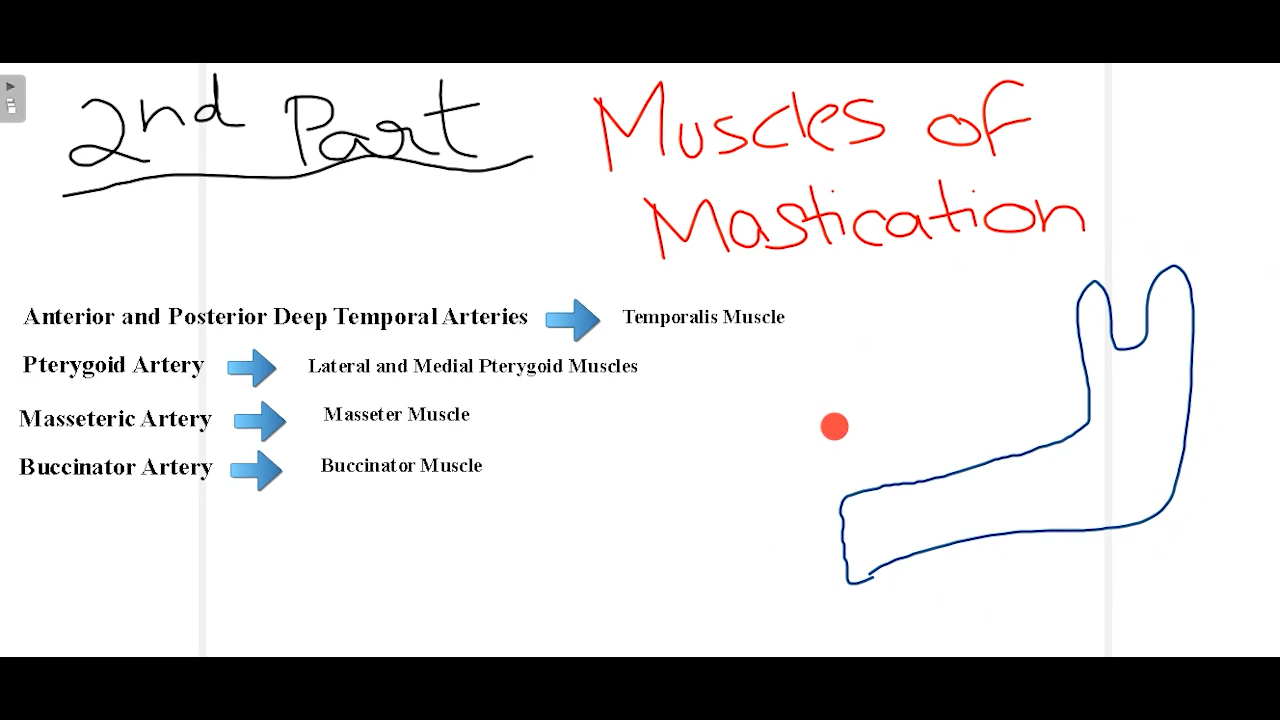 2nd Part
Muscles of
Mastication
Anterior and Posterior Deep Temporal Arteries Temporalis Muscle
Pterygoid Artery Lateral and Medial Pterygoid Muscles
Masseteric Artery Masseter Muscle
Buccinator Artery Buccinator Muscle